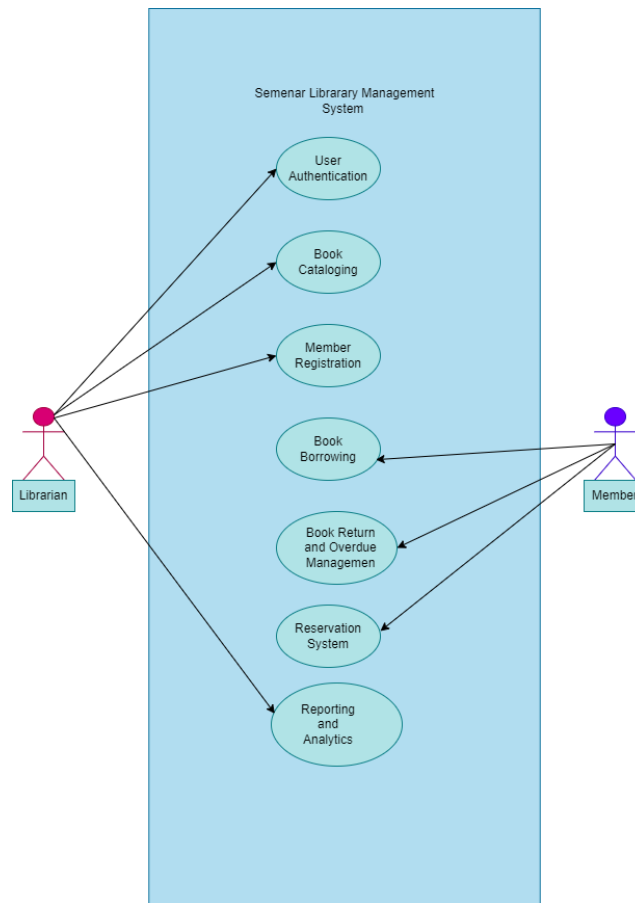 Semenar Librarary Management
System
User
Authentication
Book
Cataloging
Member
Registration
Book
Borrowing
Librarian
Member
Book Return
and Overdue
Managemen
Reservation
System
Reporting
and
Analytics